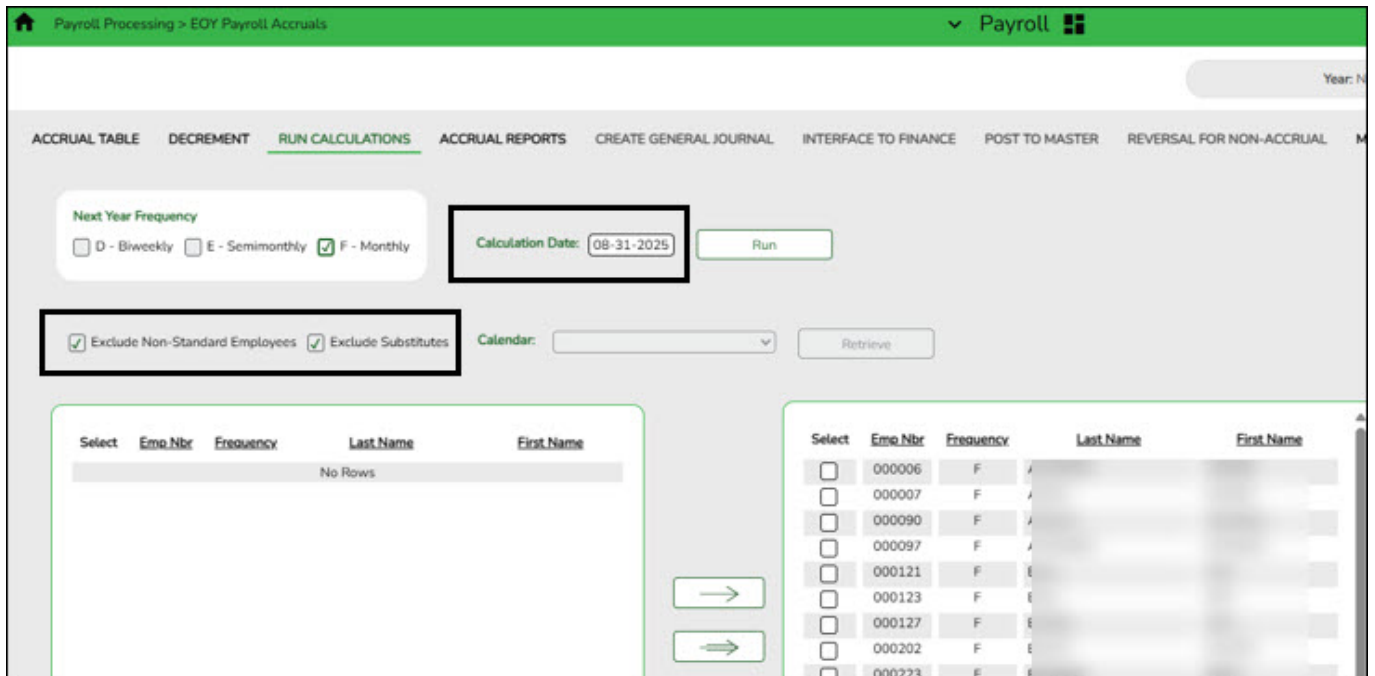 Payroll Processing > EOY Payroll Accruals
Payroll
Year: N
ACCRUAL TABLE DECREMENT RUN CALCULATIONS ACCRUAL REPORTS CREATE GENERAL JOURNAL INTERFACE TO FINANCE POST TO MASTER REVERSAL FOR NON-ACCRUAL M
Next Year Frequency
D - Biweekly E - Semimonthly F - Monthly
Calculation Date: 08-31-2025 Run
Exclude Non-Standard Employees Exclude Substitutes Calendar: Retrieve
Select Emp Nbr Frequency Last Name First Name
No Rows
Select Emp Nbr Frequency Last Name First Name
000006 F
000007 F
000090 F
000097 F
000121 F
000123 F
000127 F
000202 F
000223 F